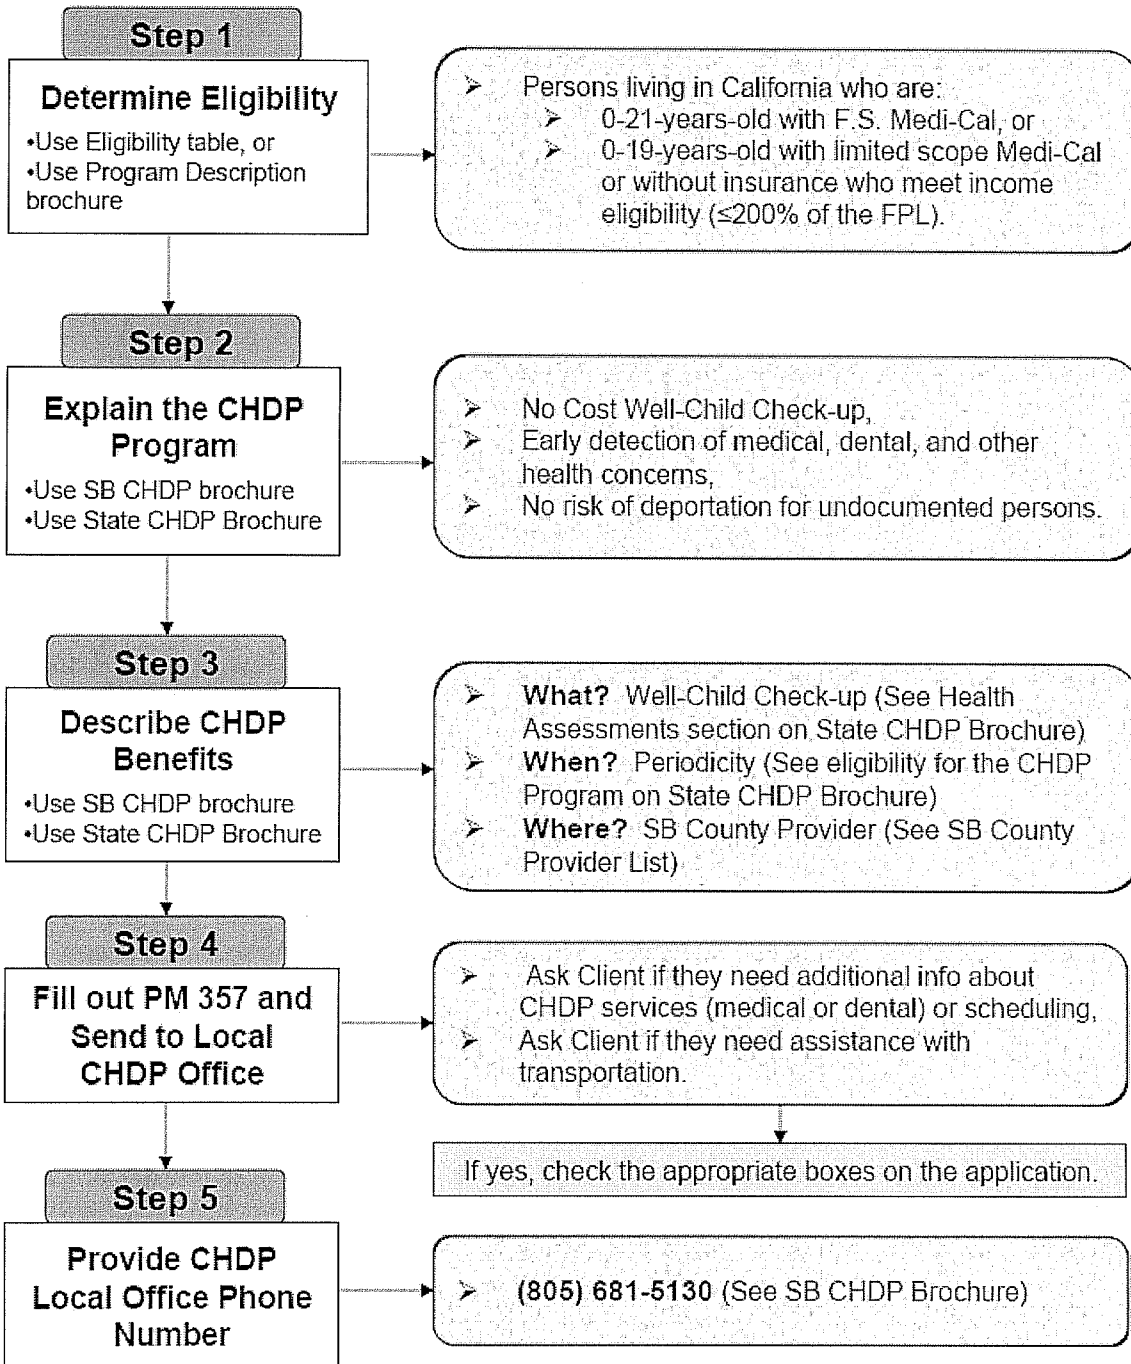 Step 1
Determine Eligibility
•Use Eligibility table, or
•Use Program Description
brochure
➢ Persons living in California who are:
➢ 0-21-years-old with F.S. Medi-Cal, or
➢ 0-19-years-old with limited scope Medi-Cal
or without insurance who meet income
eligibility (≤200% of the FPL).
Step 2
Explain the CHDP
Program
•Use SB CHDP brochure
•Use State CHDP Brochure
➢ No Cost Well-Child Check-up,
➢ Early detection of medical, dental, and other
health concerns,
➢ No risk of deportation for undocumented persons.
Step 3
Describe CHDP
Benefits
•Use SB CHDP brochure
•Use State CHDP Brochure
➢ What? Well-Child Check-up (See Health
Assessments section on State CHDP Brochure)
➢ When? Periodicity (See eligibility for the CHDP
Program on State CHDP Brochure)
➢ Where? SB County Provider (See SB County
Provider List)
Step 4
Fill out PM 357 and
Send to Local
CHDP Office
➢ Ask Client if they need additional info about
CHDP services (medical or dental) or scheduling,
➢ Ask Client if they need assistance with
transportation.
If yes, check the appropriate boxes on the application.
Step 5
Provide CHDP
Local Office Phone
Number
➢ (805) 681-5130 (See SB CHDP Brochure)